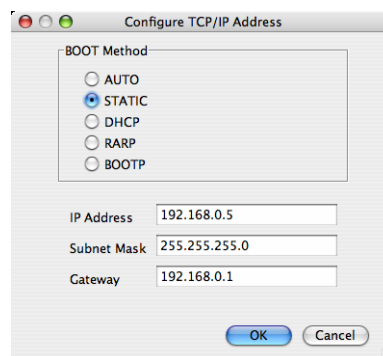 Configure TCP/IP Address
BOOT Method
AUTO
STATIC
DHCP
RARP
BOOTP
IP Address 192.168.0.5
Subnet Mask 255.255.255.0
Gateway 192.168.0.1
OK Cancel